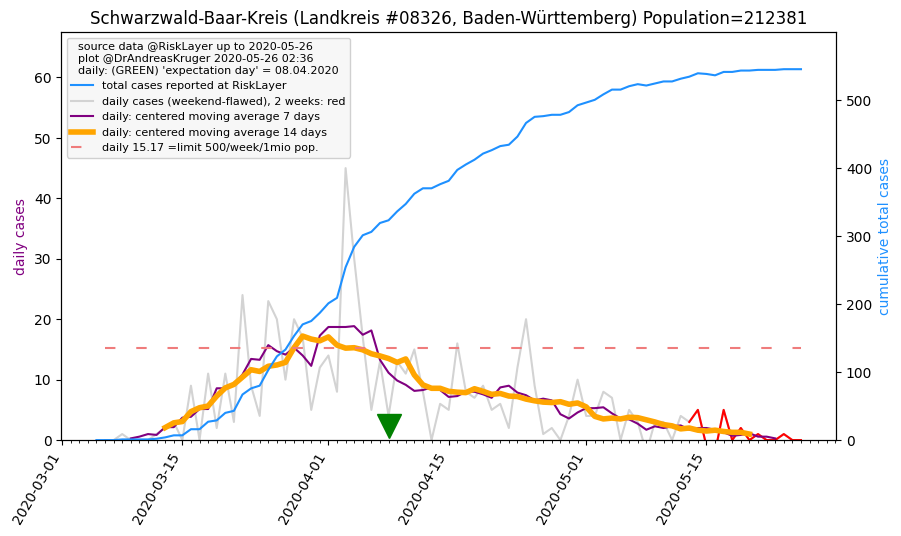 Schwarzwald-Baar-Kreis (Landkreis #08326, Baden-Württemberg) Population=212381
source data @RiskLayer up to 2020-05-26
plot @DrAndreasKruger 2020-05-26 02:36
daily: (GREEN) 'expectation day' = 08.04.2020
total cases reported at RiskLayer
daily cases (weekend-flawed), 2 weeks: red
daily: centered moving average 7 days
daily: centered moving average 14 days
daily 15.17 =limit 500/week/1mio pop.
daily cases
60
50
40
30
20
10
0
500
400
300
200
100
0
cumulative total cases
2020-03-01
2020-03-15
2020-04-01
2020-04-15
2020-05-01
2020-05-15